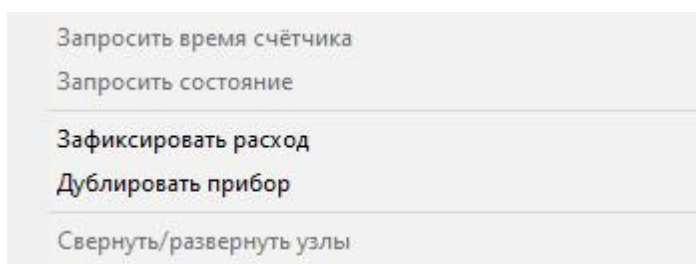 Запросить время счётчика
Запросить состояние
Зафиксировать расход
Дублировать прибор
Свернуть/развернуть узлы